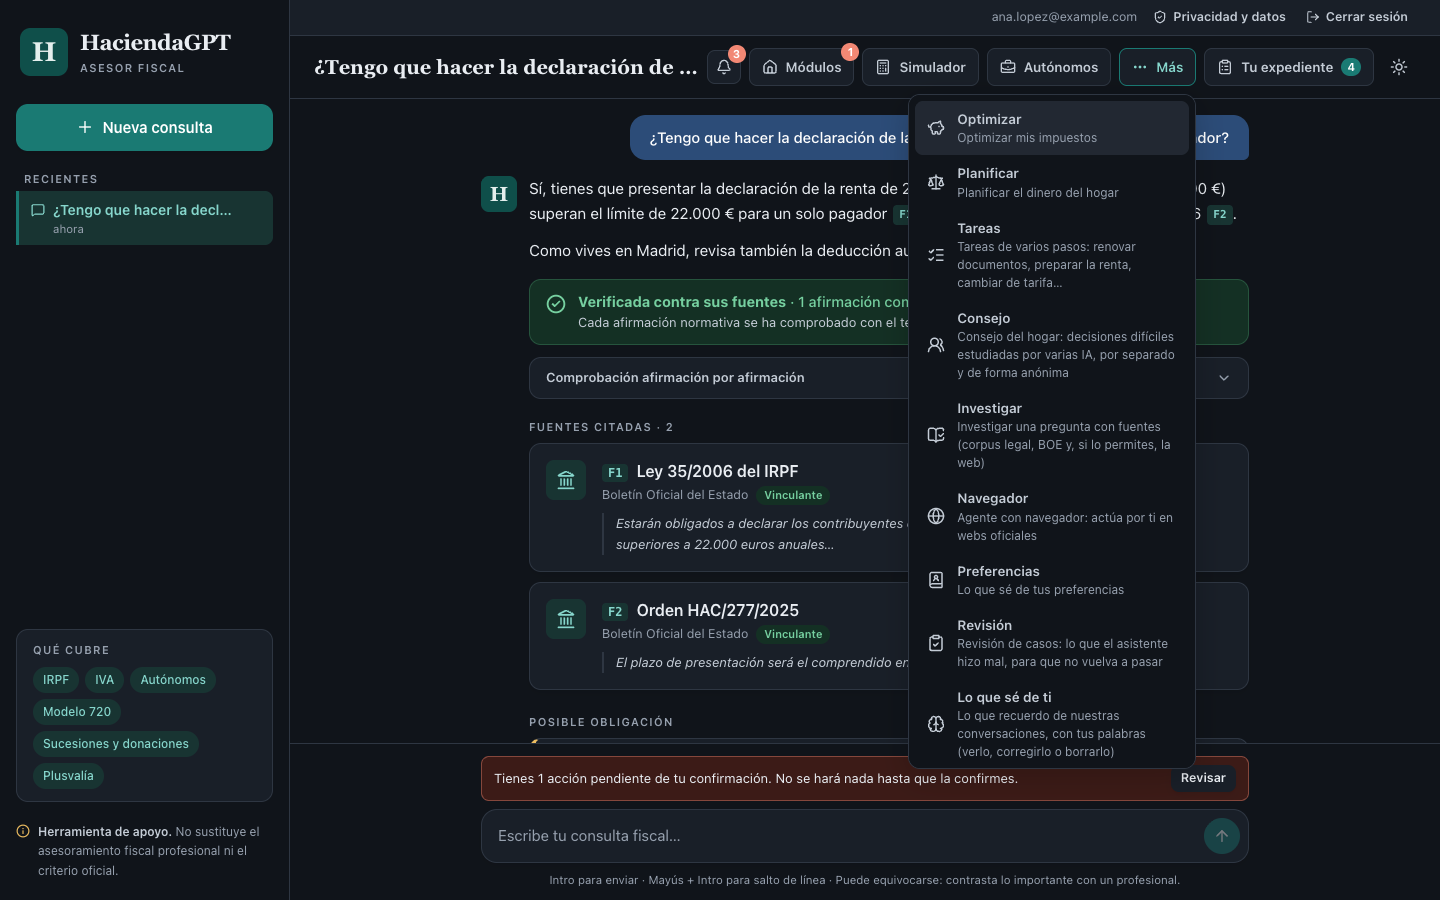 H
HaciendaGPT
ASESOR FISCAL
Nueva consulta
RECIENTES
¿Tengo que hacer la decl...
ahora
QUÉ CUBRE
IRPF
IVA
Autónomos
Modelo 720
Sucesiones y donaciones
Plusvalía
Herramienta de apoyo. No sustituye el
asesoramiento fiscal profesional ni el
criterio oficial.
ana.lopez@example.com
Privacidad y datos
Cerrar sesión
¿Tengo que hacer la declaración de ...
3
Módulos
1
Simulador
Autónomos
Más
Tu expediente
4
¿Tengo que hacer la declaración de la
dor?
H
Sí, tienes que presentar la declaración de la renta de 2
0 €)
superan el límite de 22.000 € para un solo pagador
F
6 F2.
Como vives en Madrid, revisa también la deducción au
Verificada contra sus fuentes · 1 afirmación con
Cada afirmación normativa se ha comprobado con el te
Comprobación afirmación por afirmación
FUENTES CITADAS · 2
F1 Ley 35/2006 del IRPF
Boletín Oficial del Estado Vinculante
Estarán obligados a declarar los contribuyentes
superiores a 22.000 euros anuales...
F2 Orden HAC/277/2025
Boletín Oficial del Estado Vinculante
El plazo de presentación será el comprendido en
POSIBLE OBLIGACIÓN
Optimizar
Optimizar mis impuestos
Planificar
Planificar el dinero del hogar
Tareas
Tareas de varios pasos: renovar
documentos, preparar la renta,
cambiar de tarifa...
Consejo
Consejo del hogar: decisiones difíciles
estudiadas por varias IA, por separado
y de forma anónima
Investigar
Investigar una pregunta con fuentes
(corpus legal, BOE y, si lo permites, la
web)
Navegador
Agente con navegador: actúa por ti en
webs oficiales
Preferencias
Lo que sé de tus preferencias
Revisión
Revisión de casos: lo que el asistente
hizo mal, para que no vuelva a pasar
Lo que sé de ti
Lo que recuerdo de nuestras
conversaciones, con tus palabras
(verlo, corregirlo o borrarlo)
Tienes 1 acción pendiente de tu confirmación. No se hará nada hasta que la confirmes.
Revisar
Escribe tu consulta fiscal...
Intro para enviar · Mayús + Intro para salto de línea · Puede equivocarse: contrasta lo importante con un profesional.